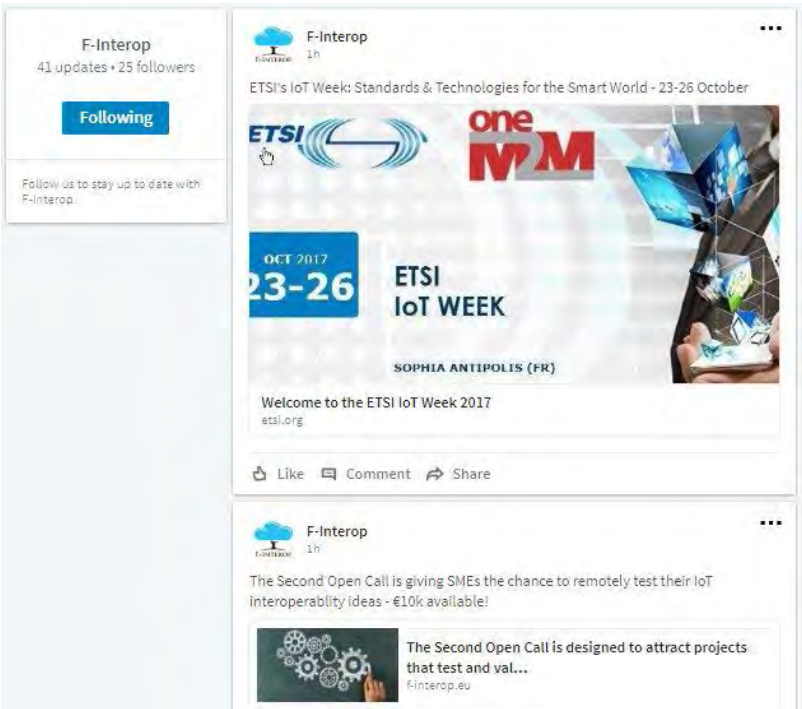 F-Interop
41 updates • 25 followers
Following
Follow us to stay up to date with
F-Interop.
F-Interop
1h
F-INTEROP
ETSI's IoT Week: Standards & Technologies for the Smart World - 23-26 October
ETSI
one
M2M
OCT 2017
23-26
ETSI
IoT WEEK
SOPHIA ANTIPOLIS (FR)
Welcome to the ETSI IoT Week 2017
etsi.org
Like Comment Share
F-Interop
1h
F-INTEROP
The Second Open Call is giving SMEs the chance to remotely test their IoT
interoperablity ideas - €10k available!
The Second Open Call is designed to attract projects
that test and val...
f-interop.eu